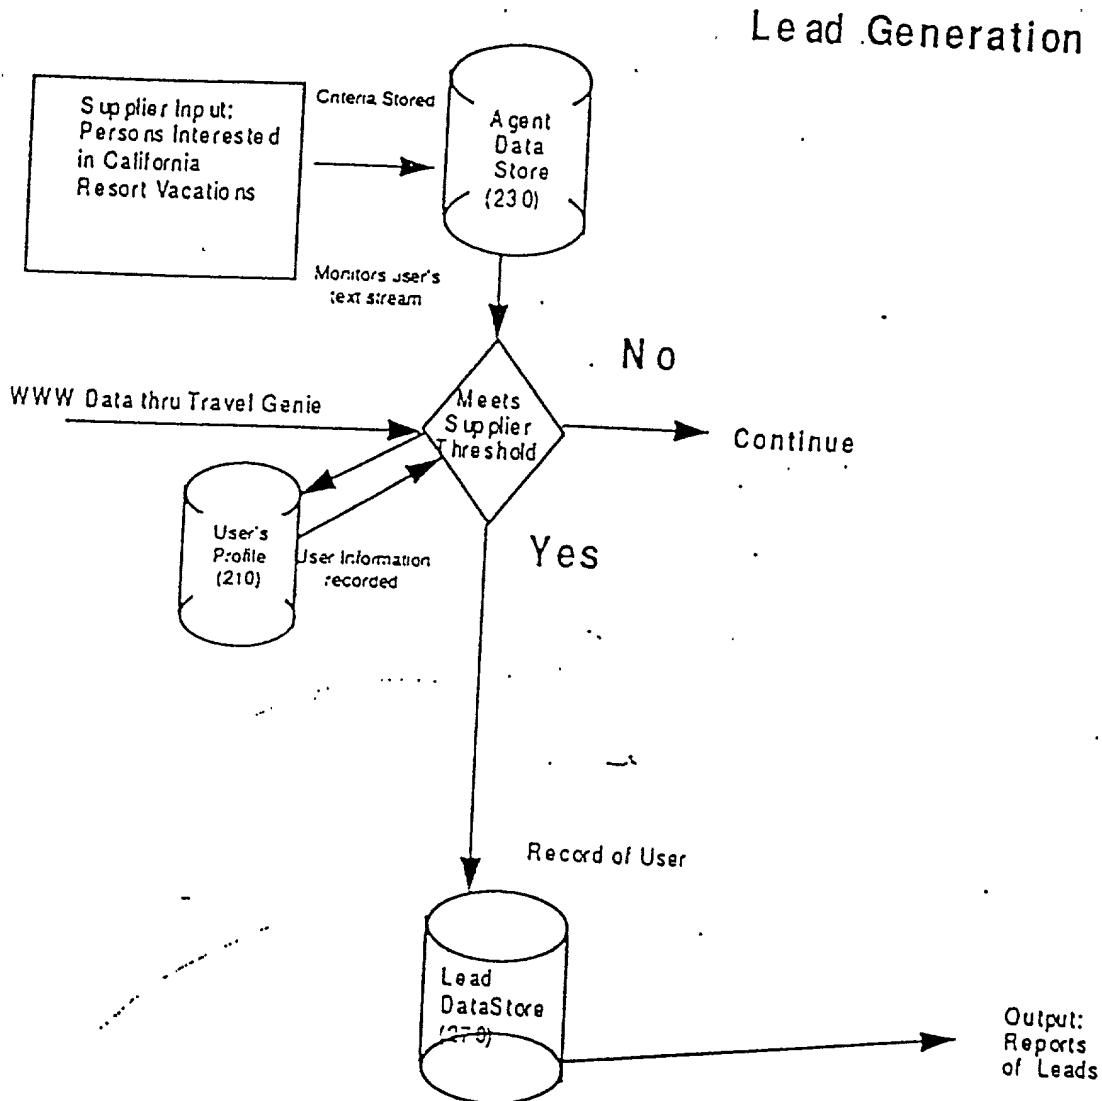 Lead Generation
Supplier Input:
Persons Interested
in California
Resort Vacations
Criteria Stored
Agent
Data
Store
(230)
Monitors user's
text stream
No
WWW Data thru Travel Genie
Meets
Supplier
Threshold
Continue
User's
Profile
(210)
User Information
recorded
Yes
Record of User
Lead
DataStore
(270)
Output:
Reports
of Leads